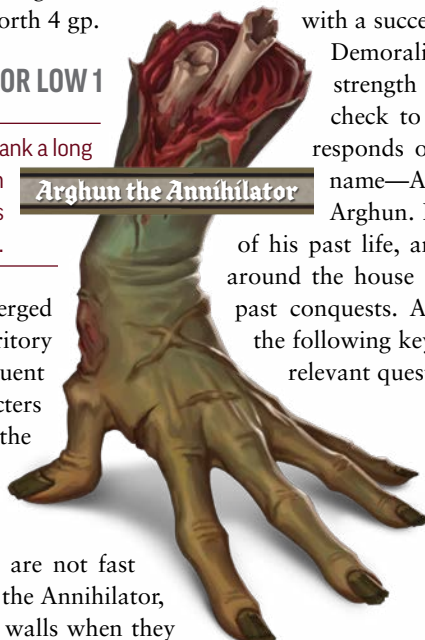 orth 4 gp.
OR LOW 1
ank a long
n
s
.
erged
ritory
uent
cters
the
are not fast
the Annihilator,
walls when they
Arghun the Annihilator
with a succe
Demorali
strength
check to
responds o
name—A
Arghun. I
of his past life, ar
around the house
past conquests. A
the following key
relevant quest